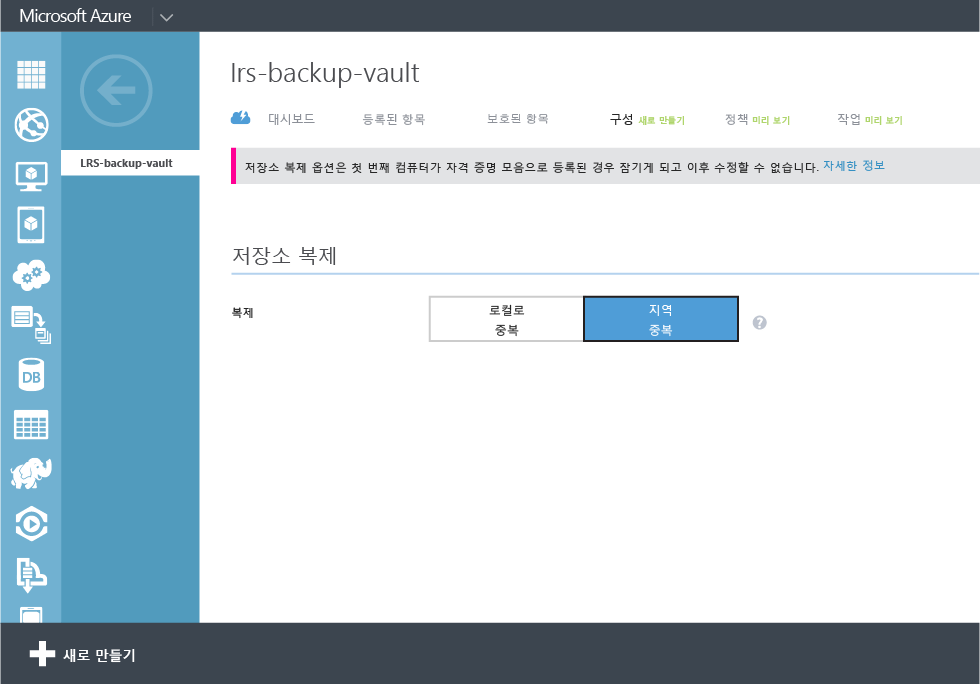 Microsoft Azure
LRS-backup-vault
lrs-backup-vault
대시보드 등록된 항목 보호된 항목 구성 새로 만들기 정책 미리 보기 작업 미리 보기
저장소 복제 옵션은 첫 번째 컴퓨터가 자격 증명 모음으로 등록된 경우 잠기게 되고 이후 수정할 수 없습니다. 자세한 정보
저장소 복제
복제
로컬로
중복
지역
중복
?
DB
새로 만들기